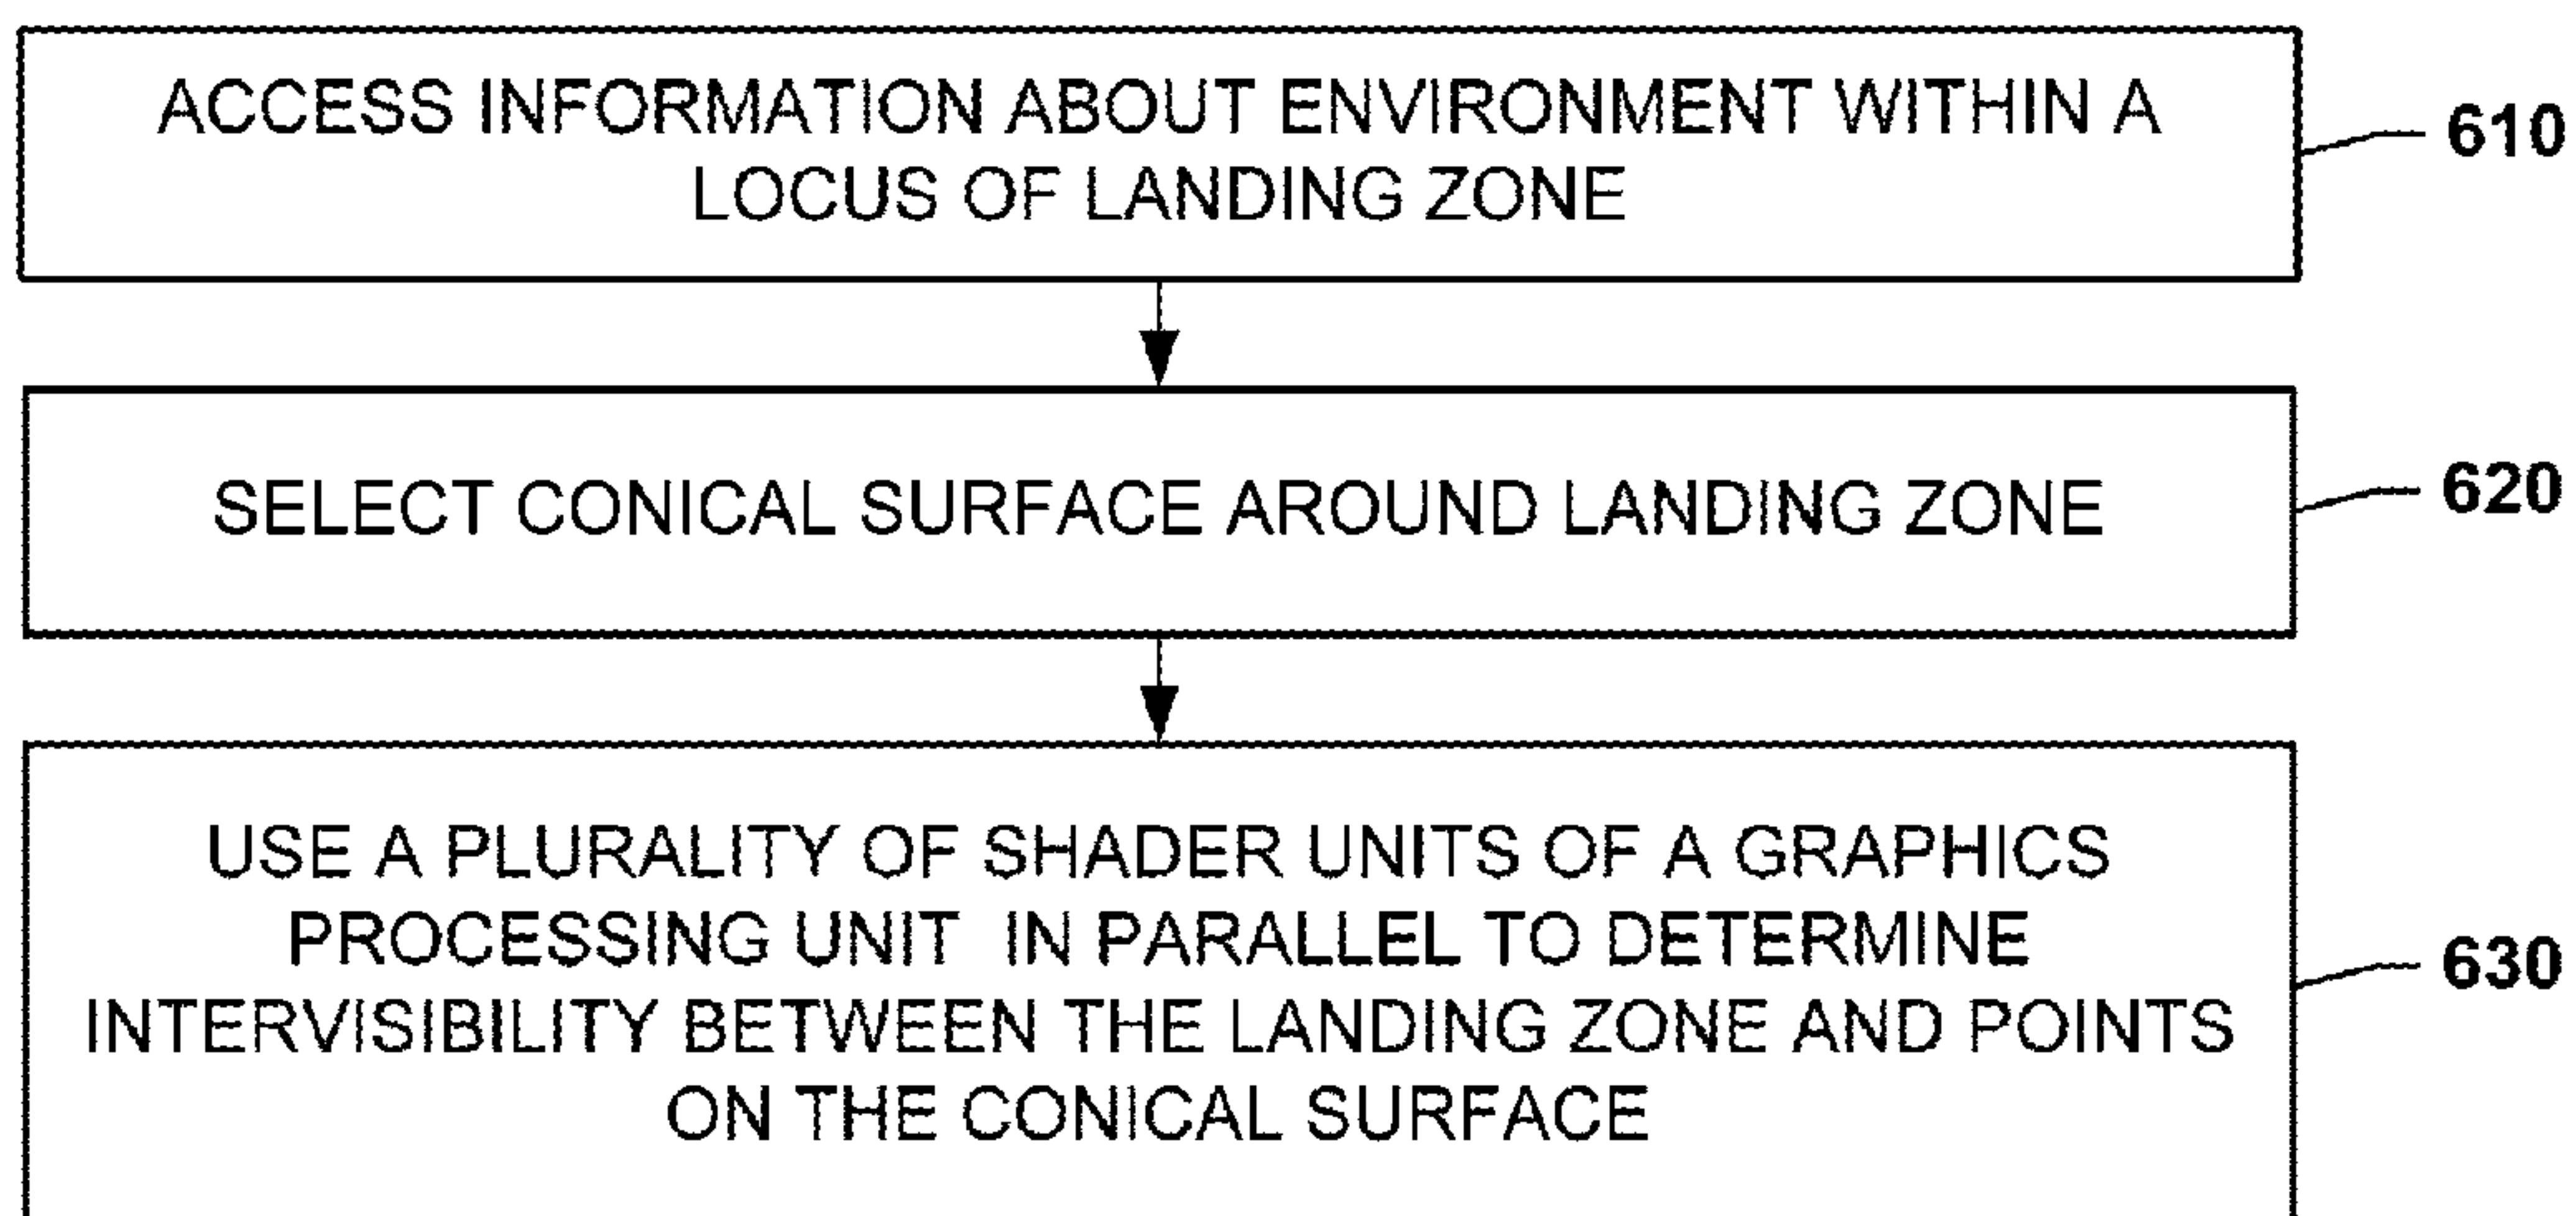 ACCESS INFORMATION ABOUT ENVIRONMENT WITHIN A
LOCUS OF LANDING ZONE
610
SELECT CONICAL SURFACE AROUND LANDING ZONE
620
USE A PLURALITY OF SHADER UNITS OF A GRAPHICS
PROCESSING UNIT IN PARALLEL TO DETERMINE
INTERVISIBILITY BETWEEN THE LANDING ZONE AND POINTS
ON THE CONICAL SURFACE
630